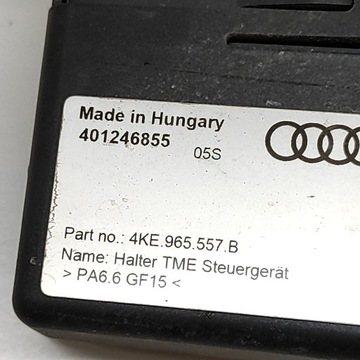 Made in Hungary
401246855
05S
Part no.: 4KE.965.557.B
Name: Halter TME Steuergerät
> PA6.6 GF15 <